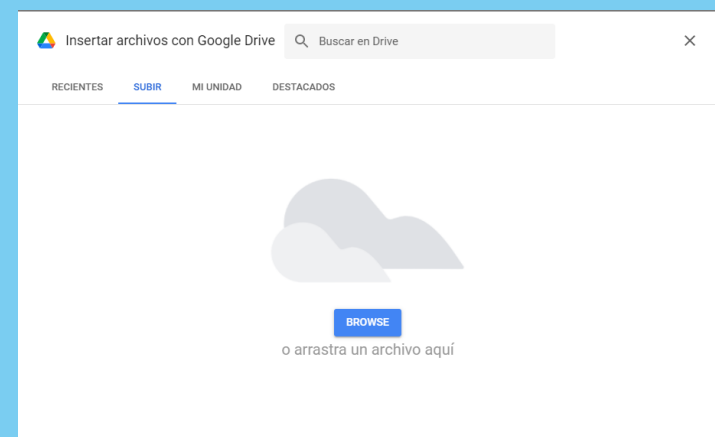 Insertar archivos con Google Drive Buscar en Drive
RECIENTES SUBIR MI UNIDAD DESTACADOS
BROWSE
o arrastra un archivo aquí